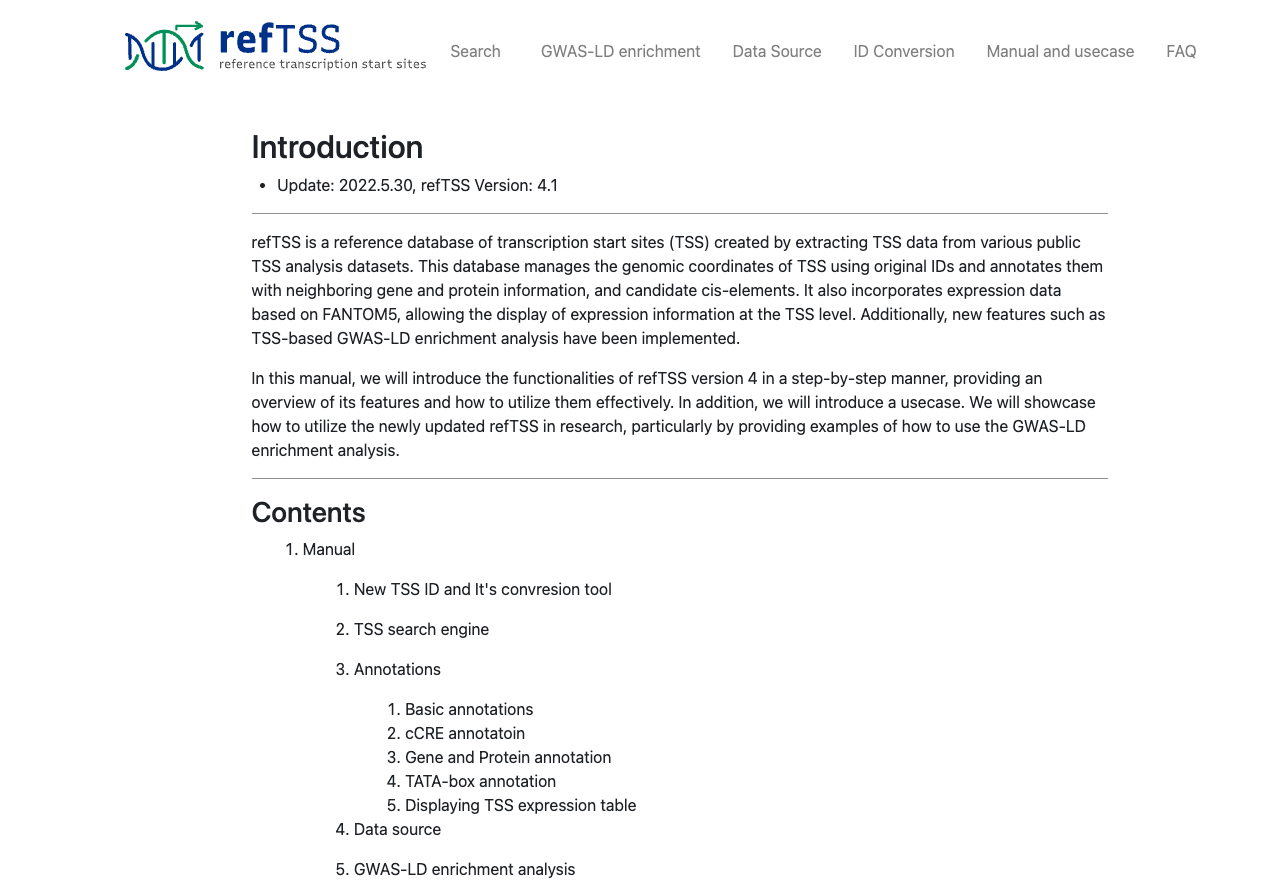 refTSS
reference transcription start sites
Search GWAS-LD enrichment Data Source ID Conversion Manual and usecase FAQ
Introduction
• Update: 2022.5.30, refTSS Version: 4.1
refTSS is a reference database of transcription start sites (TSS) created by extracting TSS data from various public
TSS analysis datasets. This database manages the genomic coordinates of TSS using original IDs and annotates them
with neighboring gene and protein information, and candidate cis-elements. It also incorporates expression data
based on FANTOM5, allowing the display of expression information at the TSS level. Additionally, new features such as
TSS-based GWAS-LD enrichment analysis have been implemented.
In this manual, we will introduce the functionalities of refTSS version 4 in a step-by-step manner, providing an
overview of its features and how to utilize them effectively. In addition, we will introduce a usecase. We will showcase
how to utilize the newly updated refTSS in research, particularly by providing examples of how to use the GWAS-LD
enrichment analysis.
Contents
1. Manual
1. New TSS ID and It's convresion tool
2. TSS search engine
3. Annotations
1. Basic annotations
2. cCRE annotatoin
3. Gene and Protein annotation
4. TATA-box annotation
5. Displaying TSS expression table
4. Data source
5. GWAS-LD enrichment analysis